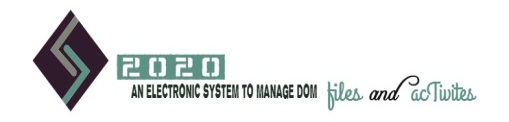 2020
AN ELECTRONIC SYSTEM TO MANAGE DOM files and acTivites